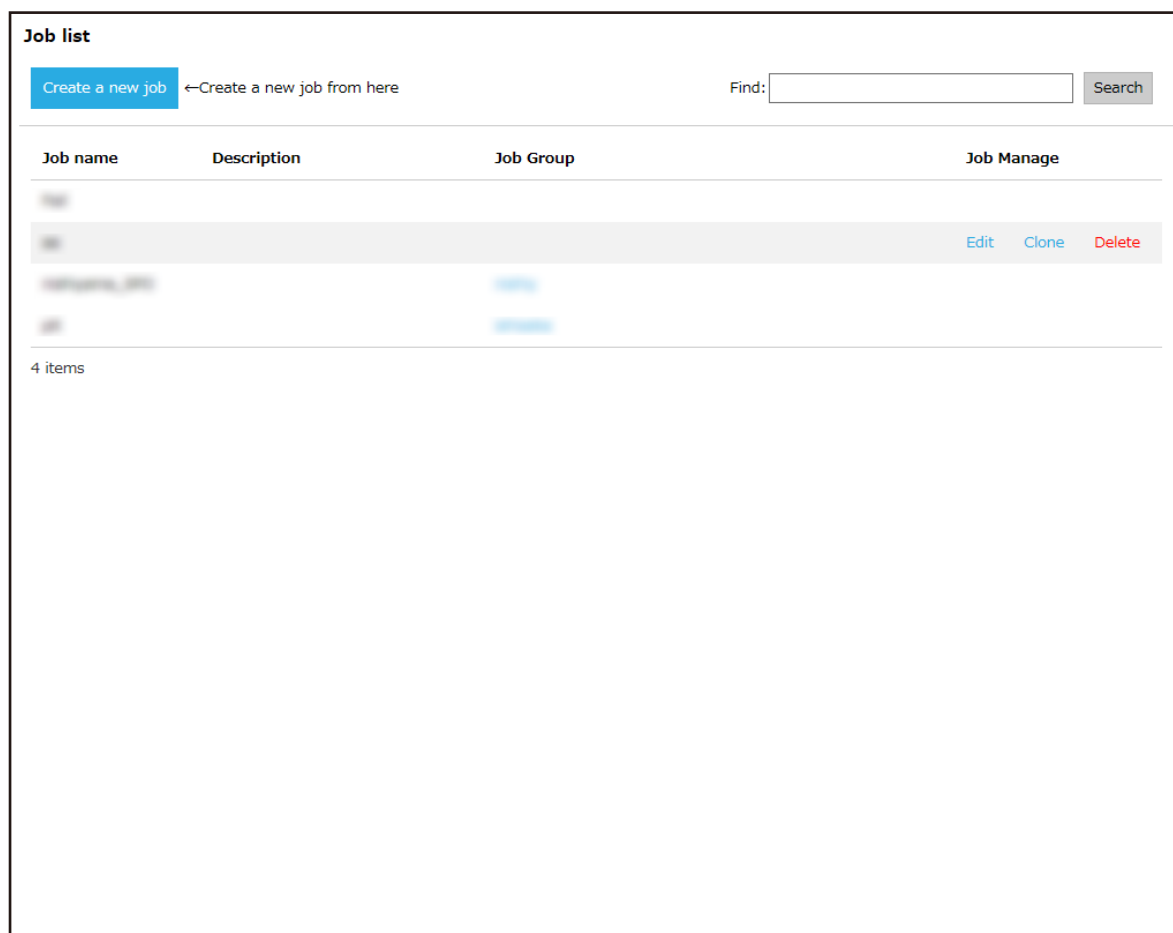 Job list
Create a new job ←Create a new job from here Find: Search
Job name Description Job Group Job Manage
Edit Clone Delete
4 items